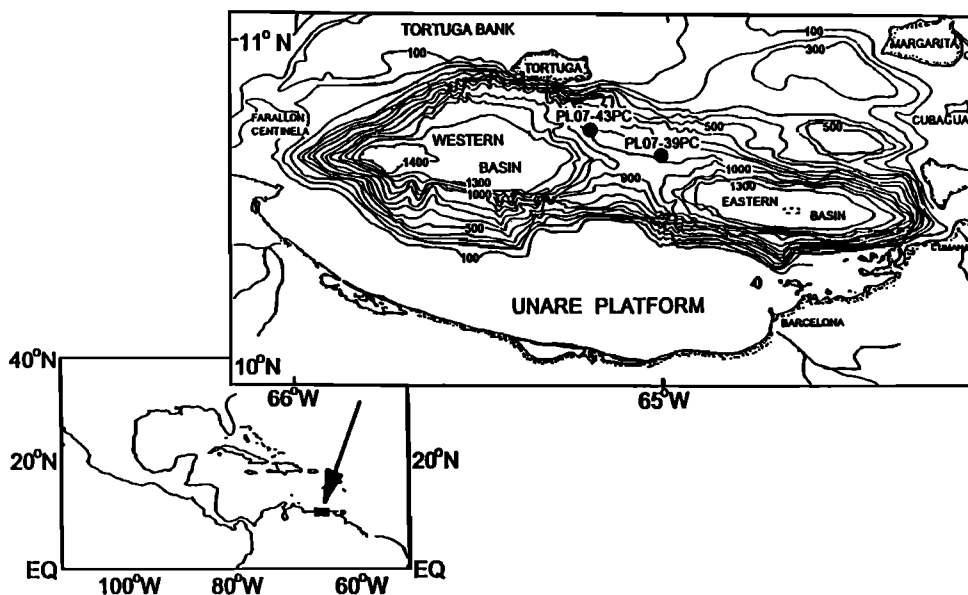 11°N
TORTUGA BANK
100
300
MARGARITA
100
TORTUGA
FARALLON
CENTINELA
PL07-43PC
500
500
CUBAGUA
WESTERN
PL07-39PC
1400
BASIN
1000
1300
900
1300
1000
EASTERN
BASIN
500
100
UNARE PLATFORM
BARCELONA
10°N
66°W
65°W
40°N
20°N
20°N
EQ
EQ
100°W
80°W
60°W